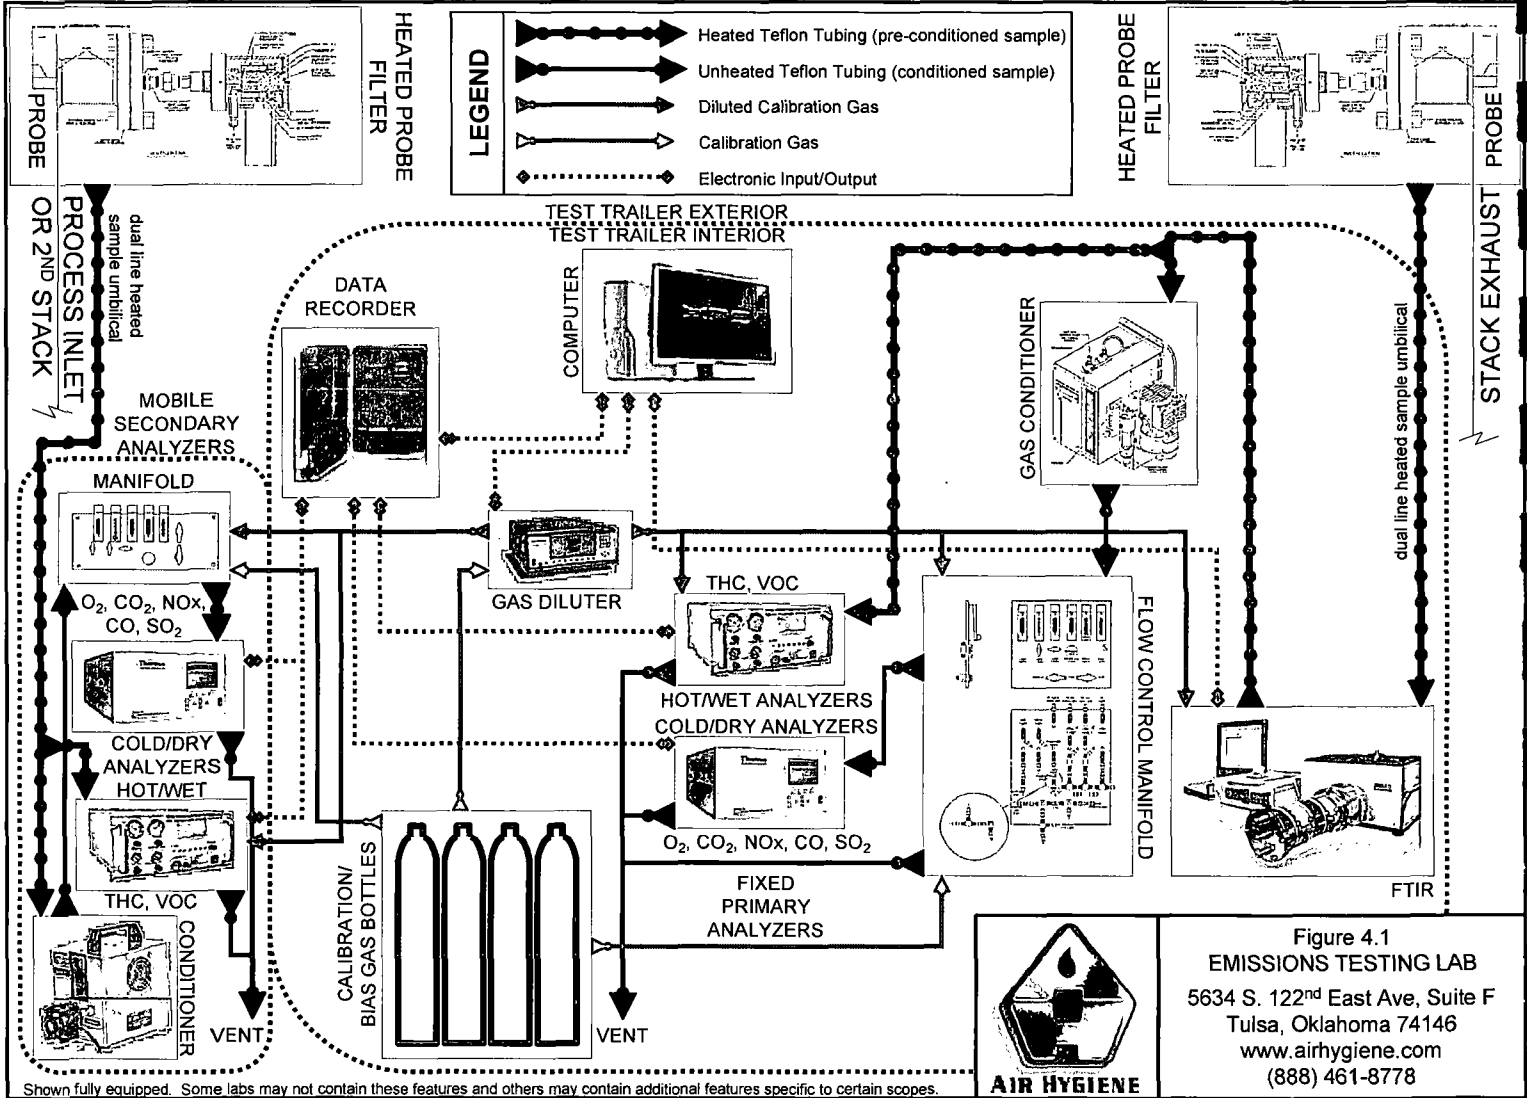 PROBE
HEATED PROBE
FILTER
LEGEND
Heated Teflon Tubing (pre-conditioned sample)
Unheated Teflon Tubing (conditioned sample)
Diluted Calibration Gas
Calibration Gas
Electronic Input/Output
HEATED PROBE
FILTER
PROBE
STACK EXHAUST
dual line heated sample umbilical
PROCESS INLET
OR 2ND STACK
dual line heated
sample umbilical
TEST TRAILER EXTERIOR
TEST TRAILER INTERIOR
DATA
RECORDER
COMPUTER
GAS CONDITIONER
MOBILE
SECONDARY
ANALYZERS
MANIFOLD
O2, CO2, NOx,
CO, SO2
Thermo
COLD/DRY
ANALYZERS
HOT/WET
THC, VOC
CONDITIONER
VENT
GAS DILUTER
THC, VOC
HOT/WET ANALYZERS
COLD/DRY ANALYZERS
Thermo
O2, CO2, NOx, CO, SO2
FLOW CONTROL MANIFOLD
FTIR
FIXED
PRIMARY
ANALYZERS
CALIBRATION/
BIAS GAS BOTTLES
VENT
AIR HYGIENE
Figure 4.1
EMISSIONS TESTING LAB
5634 S. 122nd East Ave, Suite F
Tulsa, Oklahoma 74146
www.airhygiene.com
(888) 461-8778
Shown fully equipped. Some labs may not contain these features and others may contain additional features specific to certain scopes.